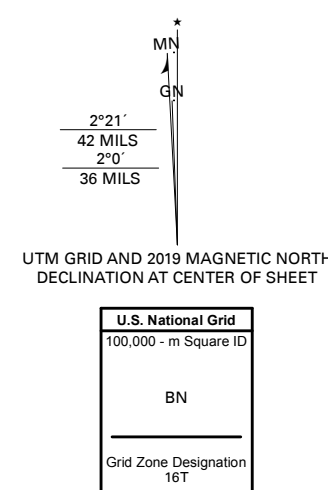 ★
MN
GN
2°21´
42 MILS
2°0´
36 MILS
UTM GRID AND 2019 MAGNETIC NORTH
DECLINATION AT CENTER OF SHEET
U.S. National Grid
100,000 - m Square ID
BN
Grid Zone Designation
16T